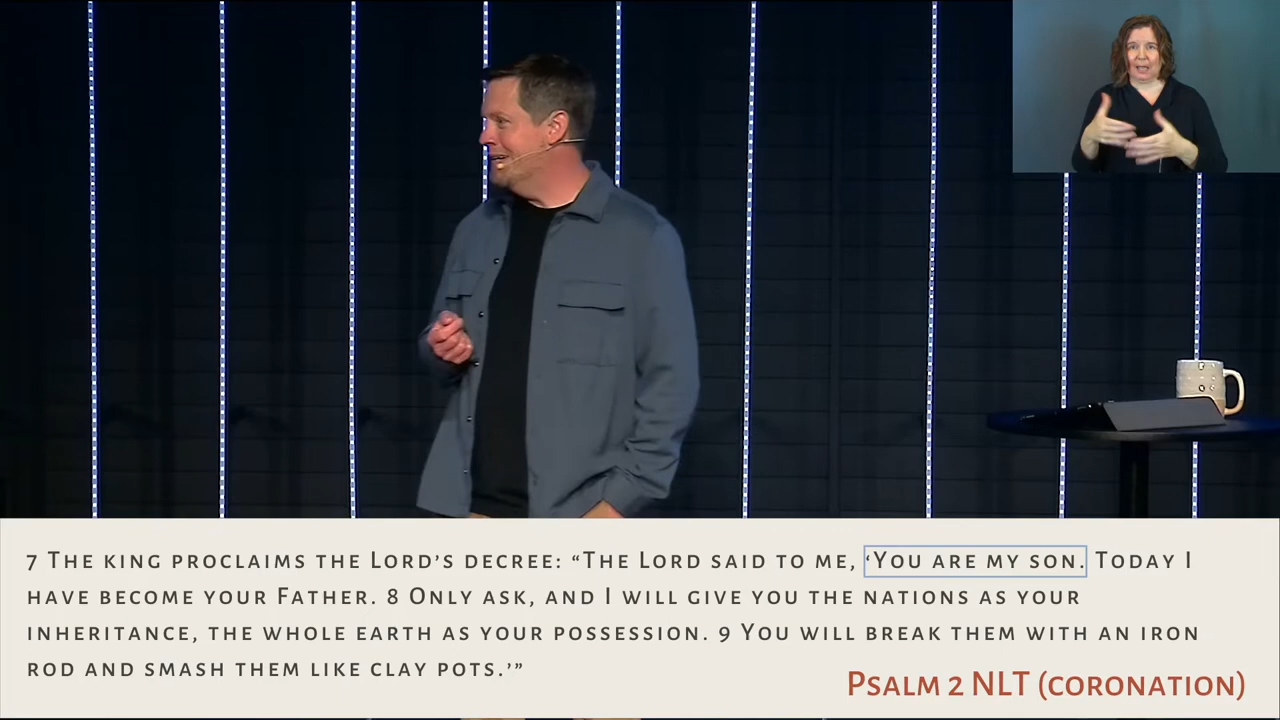 7 The king proclaims the Lord’s decree: “The Lord said to me, ‘You are my son. Today I
have become your Father. 8 Only ask, and I will give you the nations as your
inheritance, the whole earth as your possession. 9 You will break them with an iron
rod and smash them like clay pots.’”
Psalm 2 NLT (coronation)